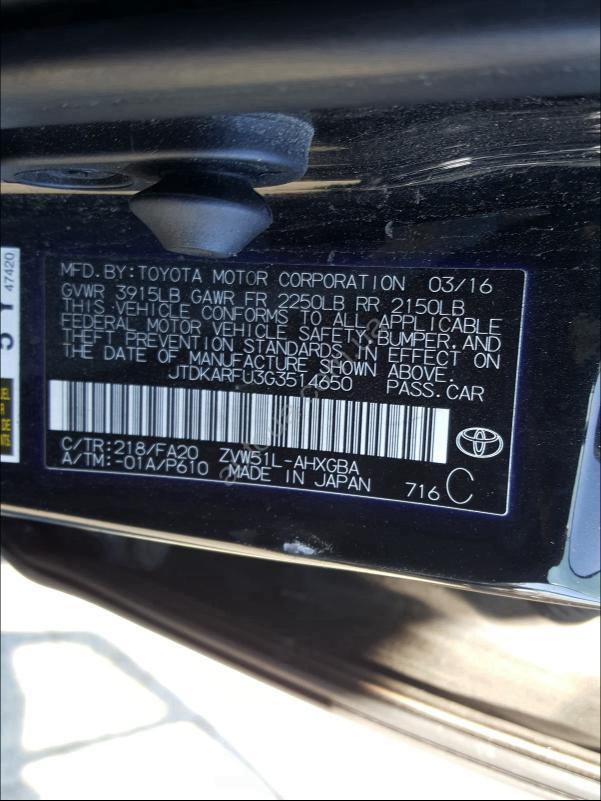 MFD.BY:TOYOTA MOTOR CORPORATION 03/16
GVWR 3915LB GAWR FR 2250LB RR 2150LB
THIS VEHICLE CONFORMS TO ALL APPLICABLE
FEDERAL MOTOR VEHICLE SAFETY,BUMPER,AND
THEFT PREVENTION STANDARDS IN EFFECT ON
THE DATE OF MANUFACTURE SHOWN ABOVE.
JTDKARFU3G3514650 PASS.CAR
C/TR:218/FA20 ZVW51L-AHXGBA
A/TM:-01A/P610 MADE IN JAPAN 716 C
47420
5 Y